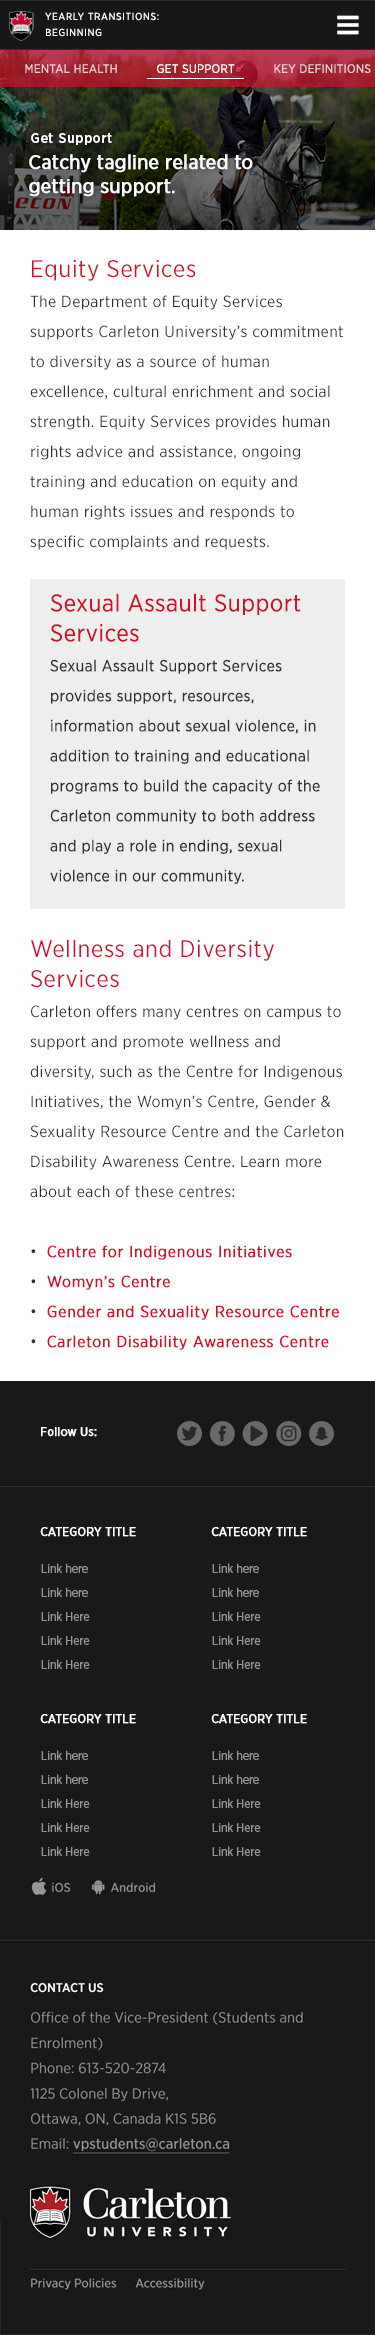 YEARLY TRANSITIONS:
BEGINNING
MENTAL HEALTH GET SUPPORT KEY DEFINITIONS
Get Support
Catchy tagline related to
getting support.
ECON
Equity Services
The Department of Equity Services
supports Carleton University’s commitment
to diversity as a source of human
excellence, cultural enrichment and social
strength. Equity Services provides human
rights advice and assistance, ongoing
training and education on equity and
human rights issues and responds to
specific complaints and requests.
Sexual Assault Support
Services
Sexual Assault Support Services
provides support, resources,
information about sexual violence, in
addition to training and educational
programs to build the capacity of the
Carleton community to both address
and play a role in ending, sexual
violence in our community.
Wellness and Diversity
Services
Carleton offers many centres on campus to
support and promote wellness and
diversity, such as the Centre for Indigenous
Initiatives, the Womyn’s Centre, Gender &
Sexuality Resource Centre and the Carleton
Disability Awareness Centre. Learn more
about each of these centres:
• Centre for Indigenous Initiatives
• Womyn’s Centre
• Gender and Sexuality Resource Centre
• Carleton Disability Awareness Centre
Follow Us:
CATEGORY TITLE CATEGORY TITLE
Link here Link here
Link here Link here
Link Here Link Here
Link Here Link Here
Link Here Link Here
CATEGORY TITLE CATEGORY TITLE
Link here Link here
Link here Link here
Link Here Link Here
Link Here Link Here
Link Here Link Here
iOS Android
CONTACT US
Office of the Vice-President (Students and
Enrolment)
Phone: 613-520-2874
1125 Colonel By Drive,
Ottawa, ON, Canada K1S 5B6
Email: vpstudents@carleton.ca
Carleton
UNIVERSITY
Privacy Policies Accessibility